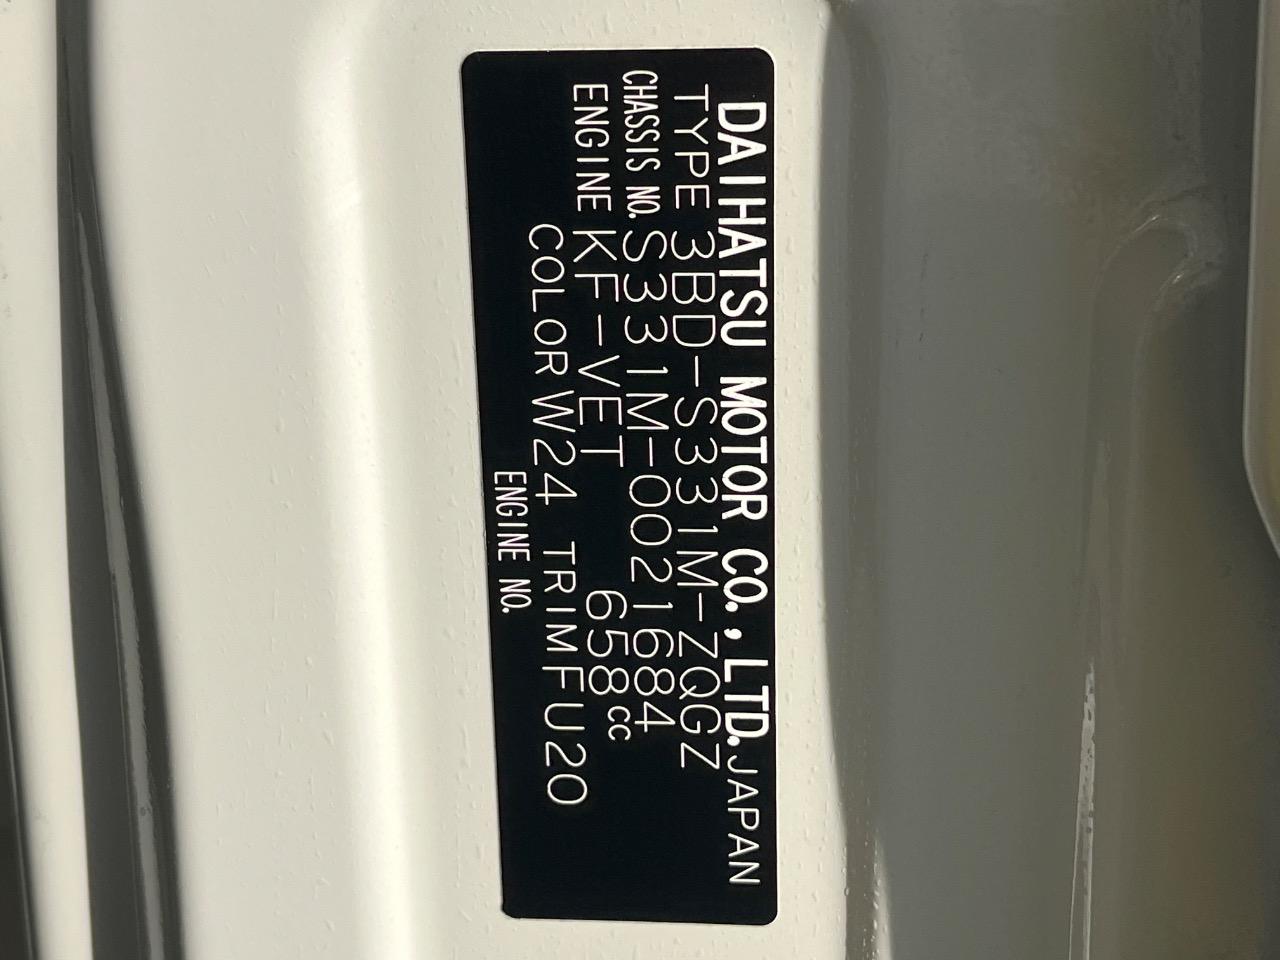 DAIHATSU MOTOR CO., LTD. JAPAN
TYPE 3BD-S331M-ZQGZ
CHASSIS NO. S331M-0021684
ENGINE KF-VET 658cc
COLOR W24 TRIM FU20
ENGINE NO.